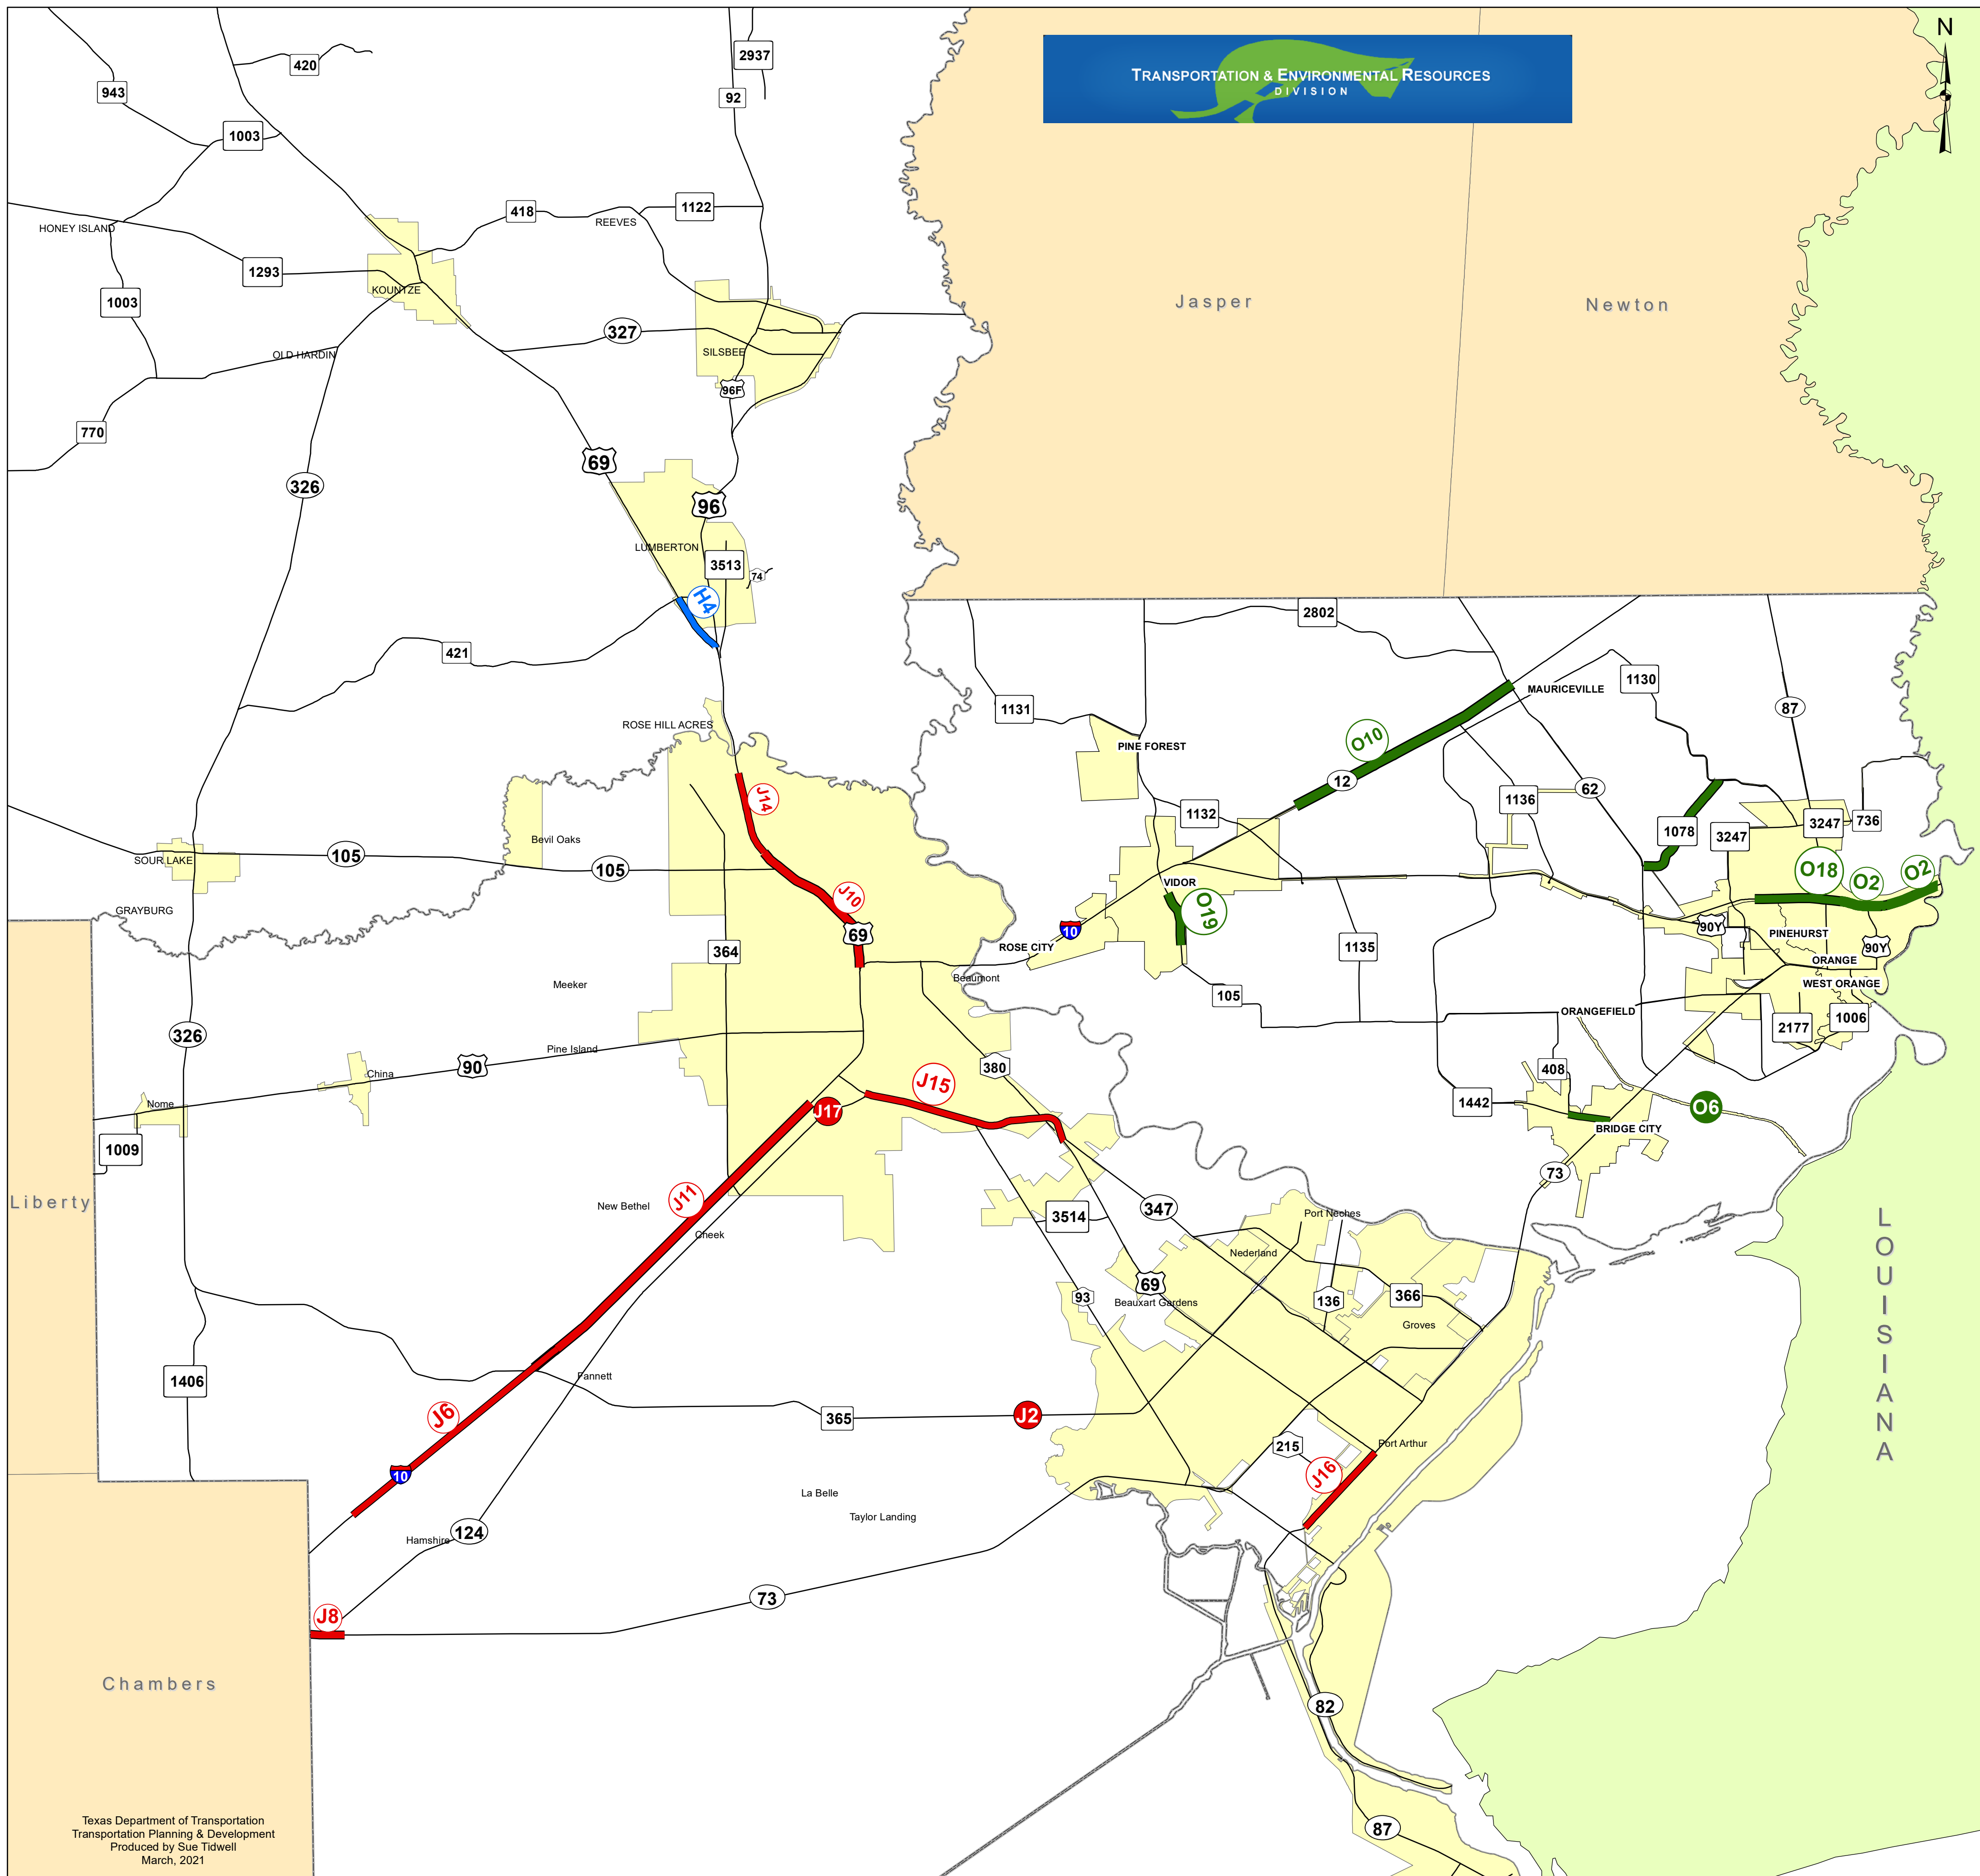 N
TRANSPORTATION & ENVIRONMENTAL RESOURCES
DIVISION
2937
420
943
92
1003
418
1122
REEVES
HONEY ISLAND
1293
KOUNTZE
1003
Jasper
Newton
327
SILSBEE
OLD HARDIN
96F
770
69
326
96
LUMBERTON
3513
74
H4
2802
421
1130
MAURICEVILLE
1131
87
ROSE HILL ACRES
O10
PINE FOREST
12
62
J14
1136
1132
736
3247
1078
3247
Bevil Oaks
105
SOUR LAKE
105
O18
VIDOR
O2
O2
J10
GRAYBURG
O19
10
90Y
69
PINEHURST
ROSE CITY
1135
90Y
364
ORANGE
Beaumont
Meeker
WEST ORANGE
105
ORANGEFIELD
1006
2177
326
Pine Island
90
380
408
China
J15
Nome
1442
O6
J17
BRIDGE CITY
1009
73
J11
Liberty
New Bethel
347
3514
Port Neches
LOUISIANA
Cheek
Nederland
69
93
366
136
Beauxart Gardens
Groves
Fannett
1406
J6
365
J2
Port Arthur
215
10
J16
La Belle
Taylor Landing
124
Hamshire
73
J8
Chambers
82
87
Texas Department of Transportation
Transportation Planning & Development
Produced by Sue Tidwell
March, 2021